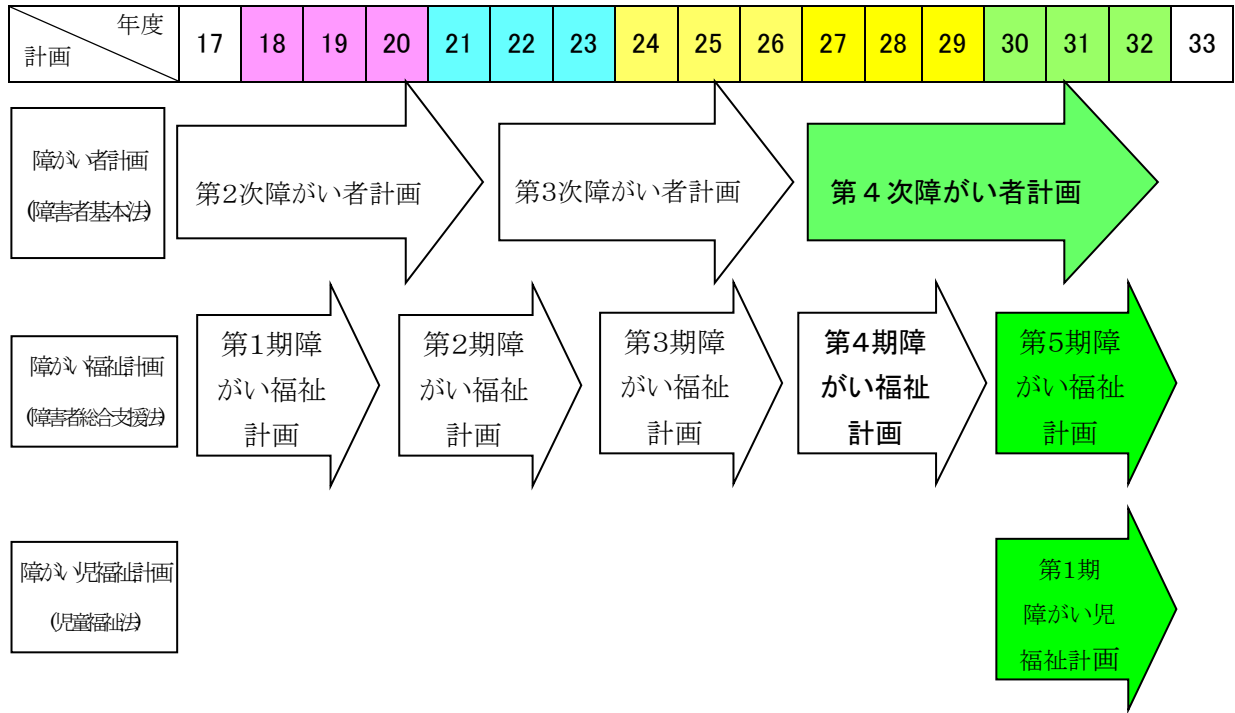 年度
計画
17 18 19 20 21 22 23 24 25 26 27 28 29 30 31 32 33
障がい者計画
(障害者基本法)
第2次障がい者計画
第3次障がい者計画
第４次障がい者計画
障がい福祉計画
(障害者総合支援法)
第1期障
がい福祉
計画
第2期障
がい福祉
計画
第3期障
がい福祉
計画
第4期障
がい福祉
計画
第5期障
がい福祉
計画
障がい児福祉計画
(児童福祉法)
第1期
障がい児
福祉計画